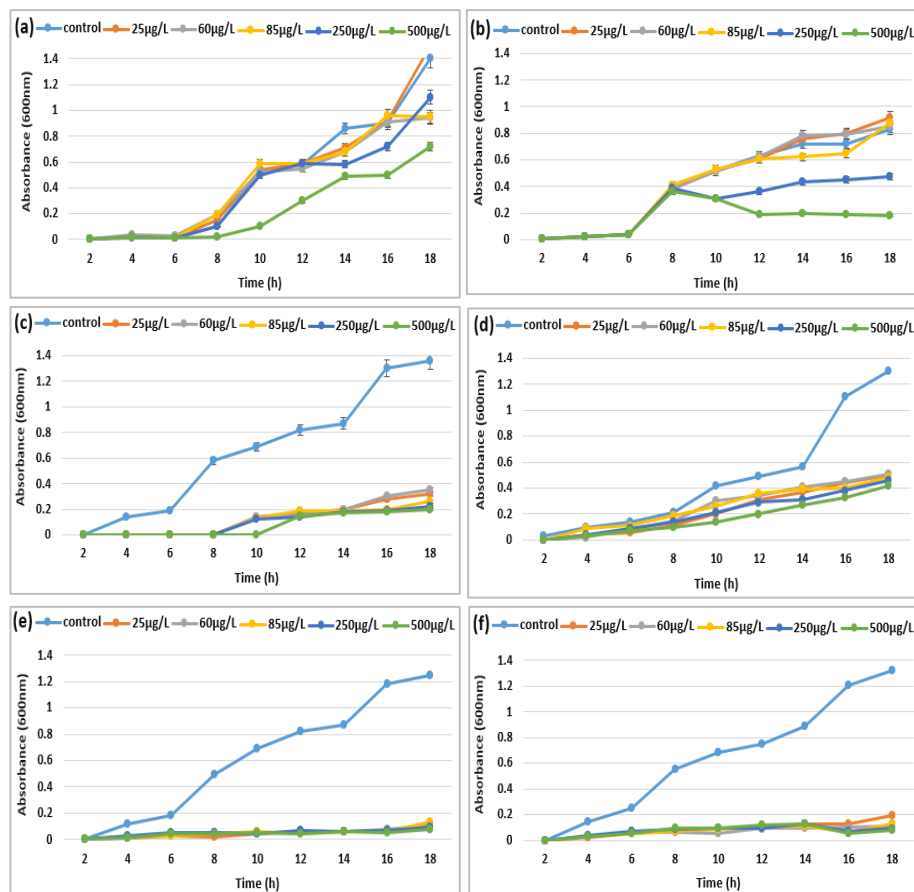 (a) control 25µg/L 60µg/L 85µg/L 250µg/L 500µg/L
1.4
1.2
1
0.8
0.6
0.4
0.2
0
Absorbance (600nm)
2 4 6 8 10 12 14 16 18
Time (h)
(b) control 25µg/L 60µg/L 85µg/L 250µg/L 500µg/L
1.4
1.2
1
0.8
0.6
0.4
0.2
0
Absorbance (600nm)
2 4 6 8 10 12 14 16 18
Time (h)
(c) control 25µg/L 60µg/L 85µg/L 250µg/L 500µg/L
1.4
1.2
1
0.8
0.6
0.4
0.2
0
Absorbance (600nm)
2 4 6 8 10 12 14 16 18
Time (h)
(d) control 25µg/L 60µg/L 85µg/L 250µg/L 500µg/L
1.4
1.2
1
0.8
0.6
0.4
0.2
0
Absorbance (600nm)
2 4 6 8 10 12 14 16 18
Time (h)
(e) control 25µg/L 60µg/L 85µg/L 250µg/L 500µg/L
1.4
1.2
1
0.8
0.6
0.4
0.2
0
Absorbance (600nm)
2 4 6 8 10 12 14 16 18
Time (h)
(f) control 25µg/L 60µg/L 85µg/L 250µg/L 500µg/L
1.4
1.2
1
0.8
0.6
0.4
0.2
0
Absorbance (600nm)
2 4 6 8 10 12 14 16 18
Time (h)